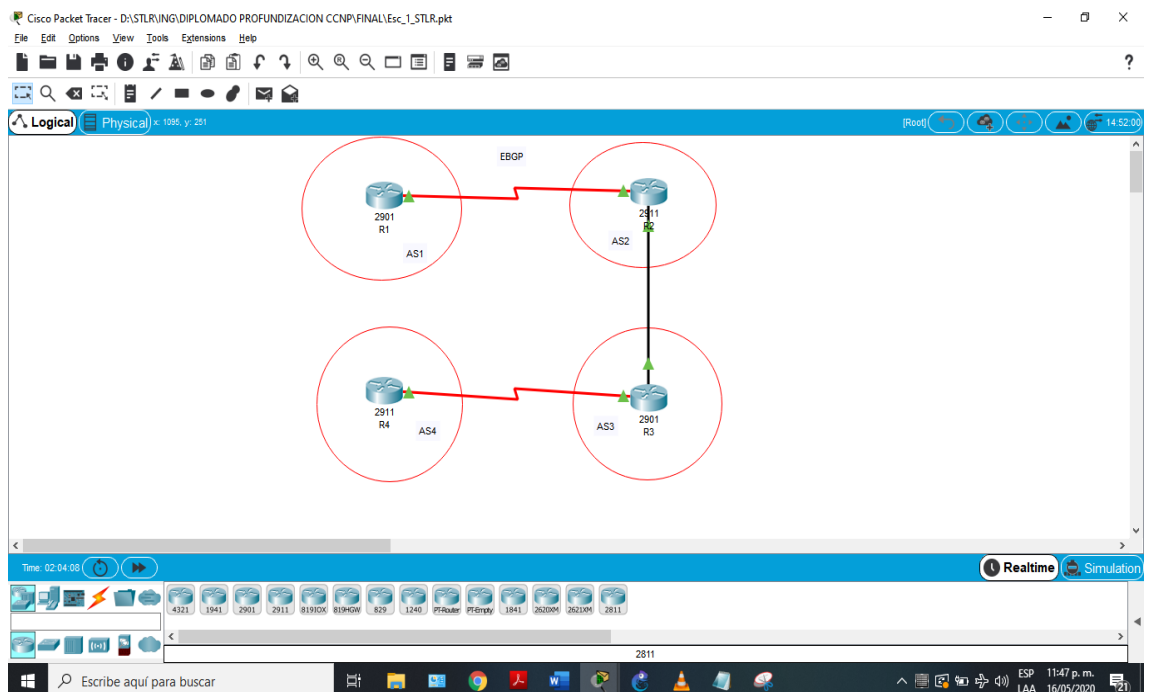 Cisco Packet Tracer - D:\STLR\ING\DIPLOMADO PROFUNDIZACION CCNP\FINAL\Esc_1_STLR.pkt
File Edit Options View Tools Extensions Help
Logical Physical x: 1095, y: 251 [Root] 14:52:00
EBGP
2901
R1
2911
R2
AS1
AS2
2911
R4
2901
R3
AS4
AS3
Time: 02:04:08 Realtime Simulation
4321 1941 2901 2911 819IOX 819HGW 829 1240 PT-Router PT-Empty 1841 2620XM 2621XM 2811
2811
Escribe aquí para buscar
ESP 11:47 p. m.
LAA 16/05/2020
21